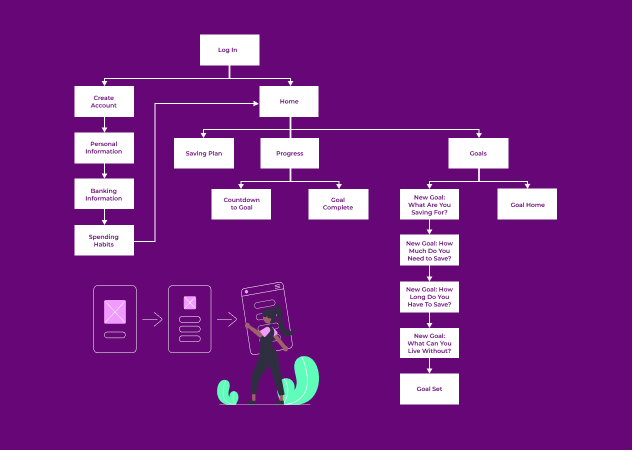 Log In
Create
Account
Home
Personal
Information
Saving Plan
Progress
Goals
Banking
Information
Countdown
to Goal
Goal
Complete
New Goal:
What Are You
Saving For?
Goal Home
Spending
Habits
New Goal: How
Much Do You
Need to Save?
New Goal: How
Long Do You
Have To Save?
New Goal:
What Can You
Live Without?
Goal Set